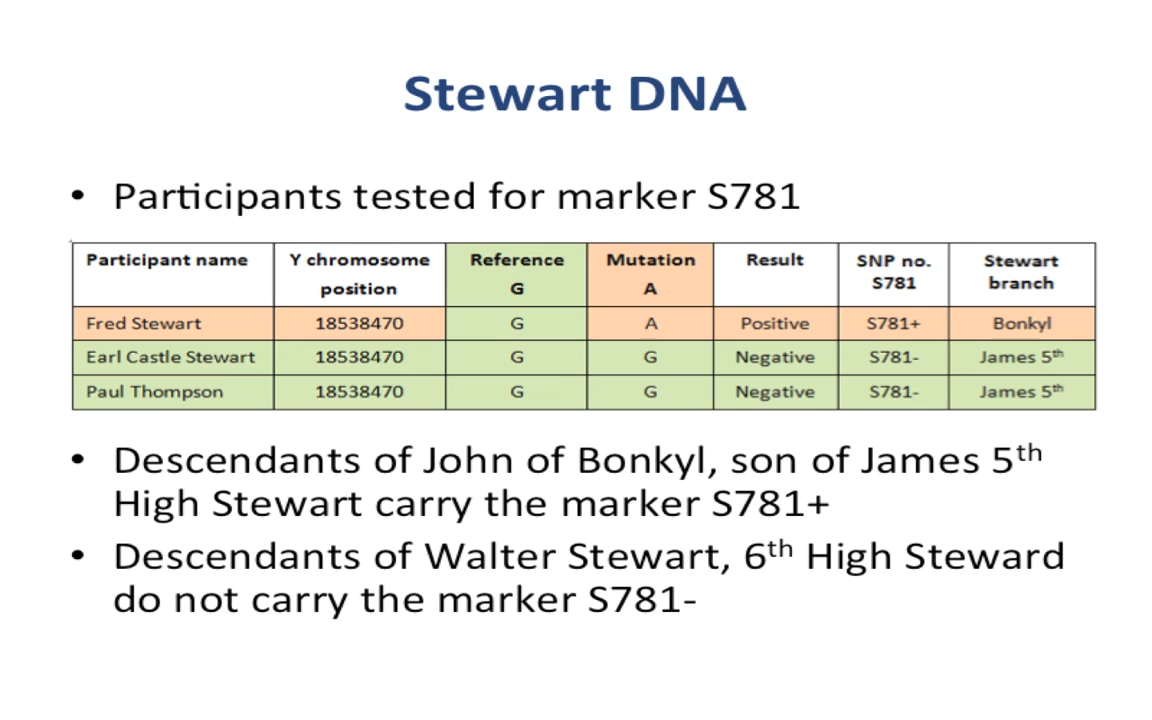 Stewart DNA
• Participants tested for marker S781
Participant name Y chromosome position Reference G Mutation A Result SNP no. S781 Stewart branch
Fred Stewart 18538470 G A Positive S781+ Bonkyl
Earl Castle Stewart 18538470 G G Negative S781- James 5th
Paul Thompson 18538470 G G Negative S781- James 5th
• Descendants of John of Bonkyl, son of James 5th
High Stewart carry the marker S781+
• Descendants of Walter Stewart, 6th High Steward
do not carry the marker S781-